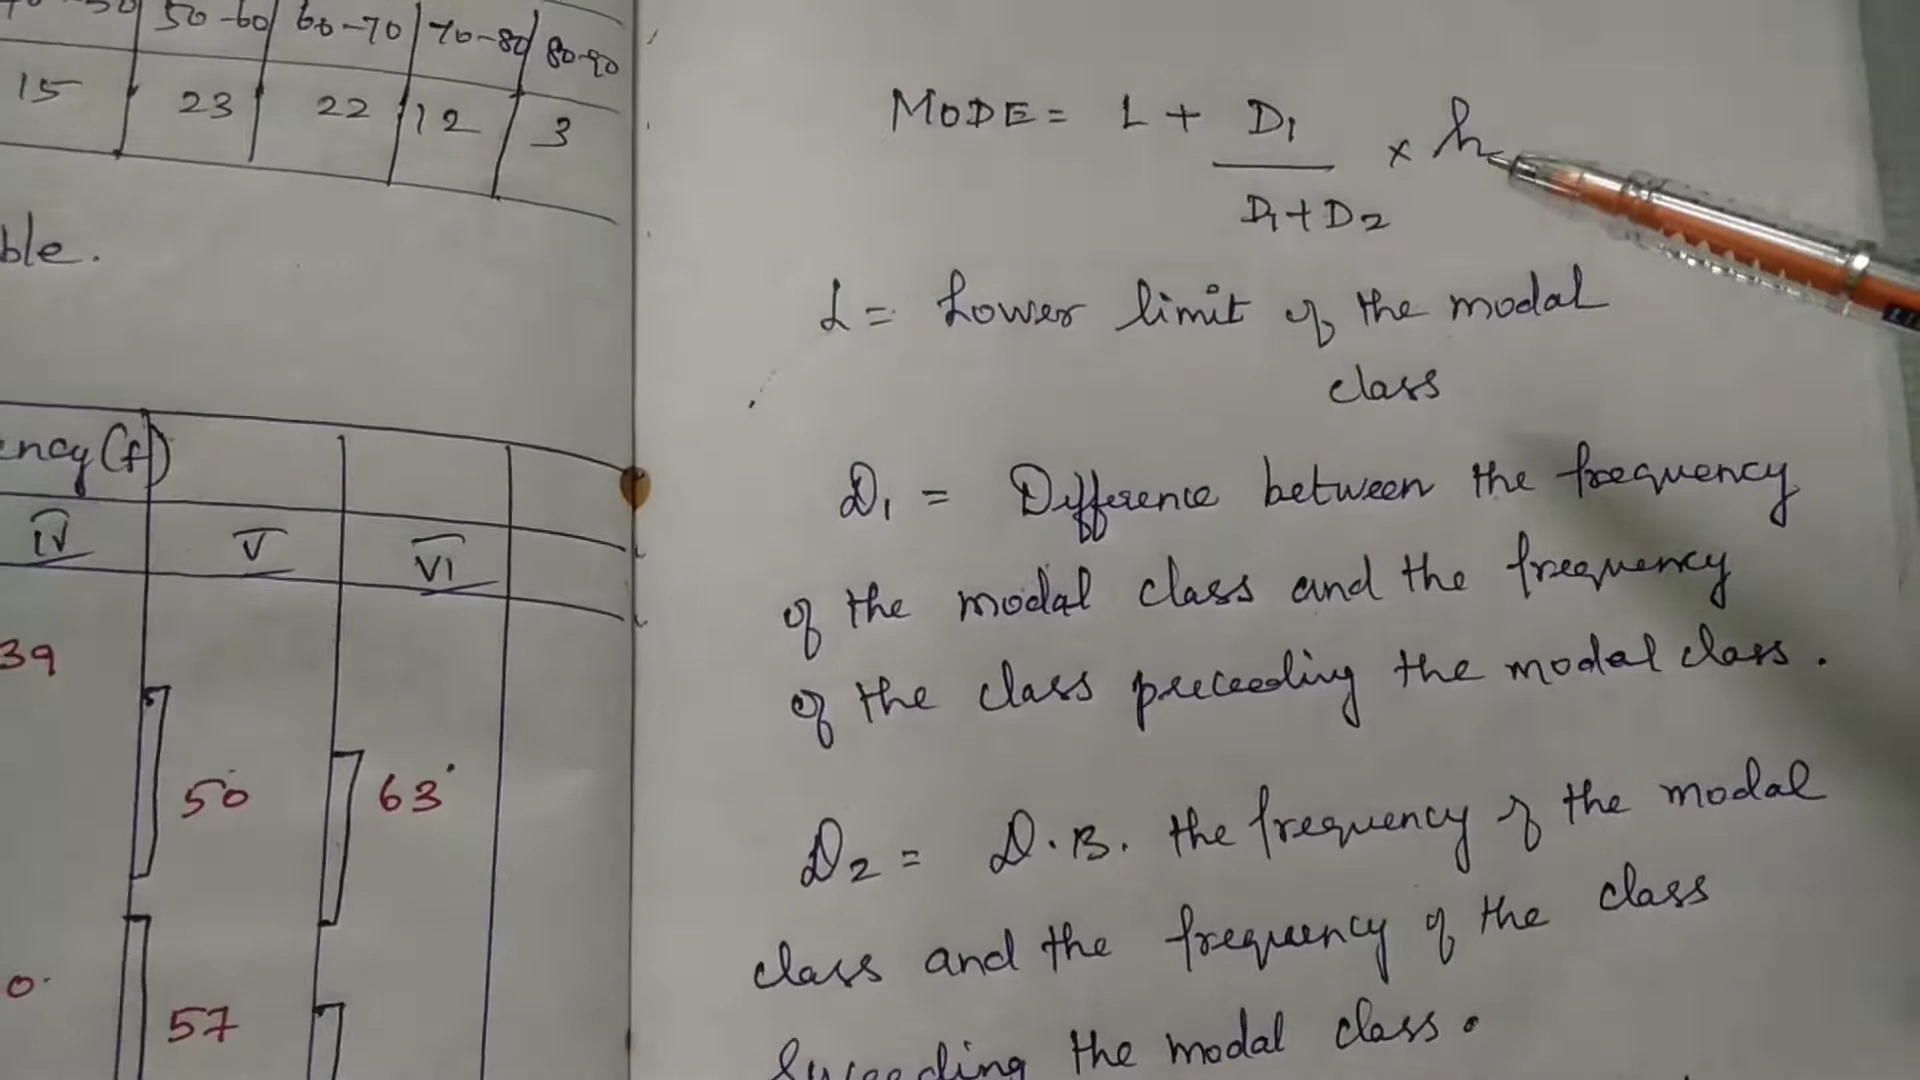 50-60 60-70 70-80 80-90
15 23 22 12 3
ble.
ency (f)
IV V VI
39
50 63
0.
57
MODE = L + D1
× h
D1+D2
L = Lower limit of the modal
class
D1 = Difference between the frequency
of the modal class and the frequency
of the class preceeding the modal class.
D2 = D.B. the frequency of the modal
class and the frequency of the class
the modal class.